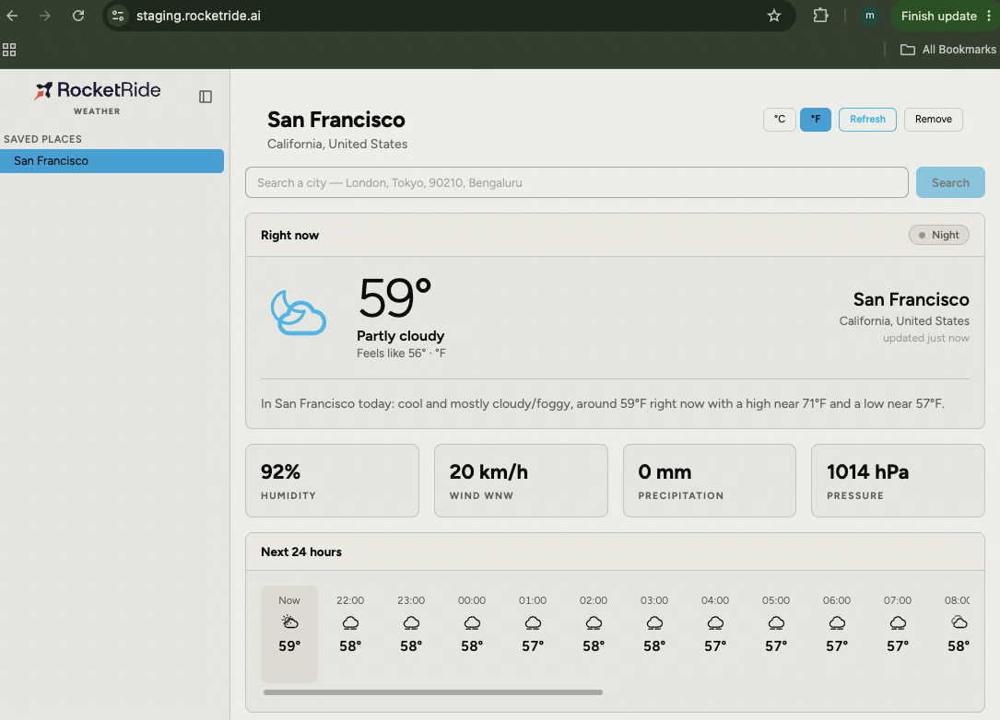 staging.rocketride.ai
m
Finish update
All Bookmarks
RocketRide
WEATHER
SAVED PLACES
San Francisco
San Francisco
California, United States
°C
°F
Refresh
Remove
Search a city — London, Tokyo, 90210, Bengaluru
Search
Right now
Night
59°
Partly cloudy
Feels like 56° · °F
San Francisco
California, United States
updated just now
In San Francisco today: cool and mostly cloudy/foggy, around 59°F right now with a high near 71°F and a low near 57°F.
92%
HUMIDITY
20 km/h
WIND WNW
0 mm
PRECIPITATION
1014 hPa
PRESSURE
Next 24 hours
Now 22:00 23:00 00:00 01:00 02:00 03:00 04:00 05:00 06:00 07:00 08:00
59° 58° 58° 58° 57° 58° 58° 57° 57° 57° 57° 58°